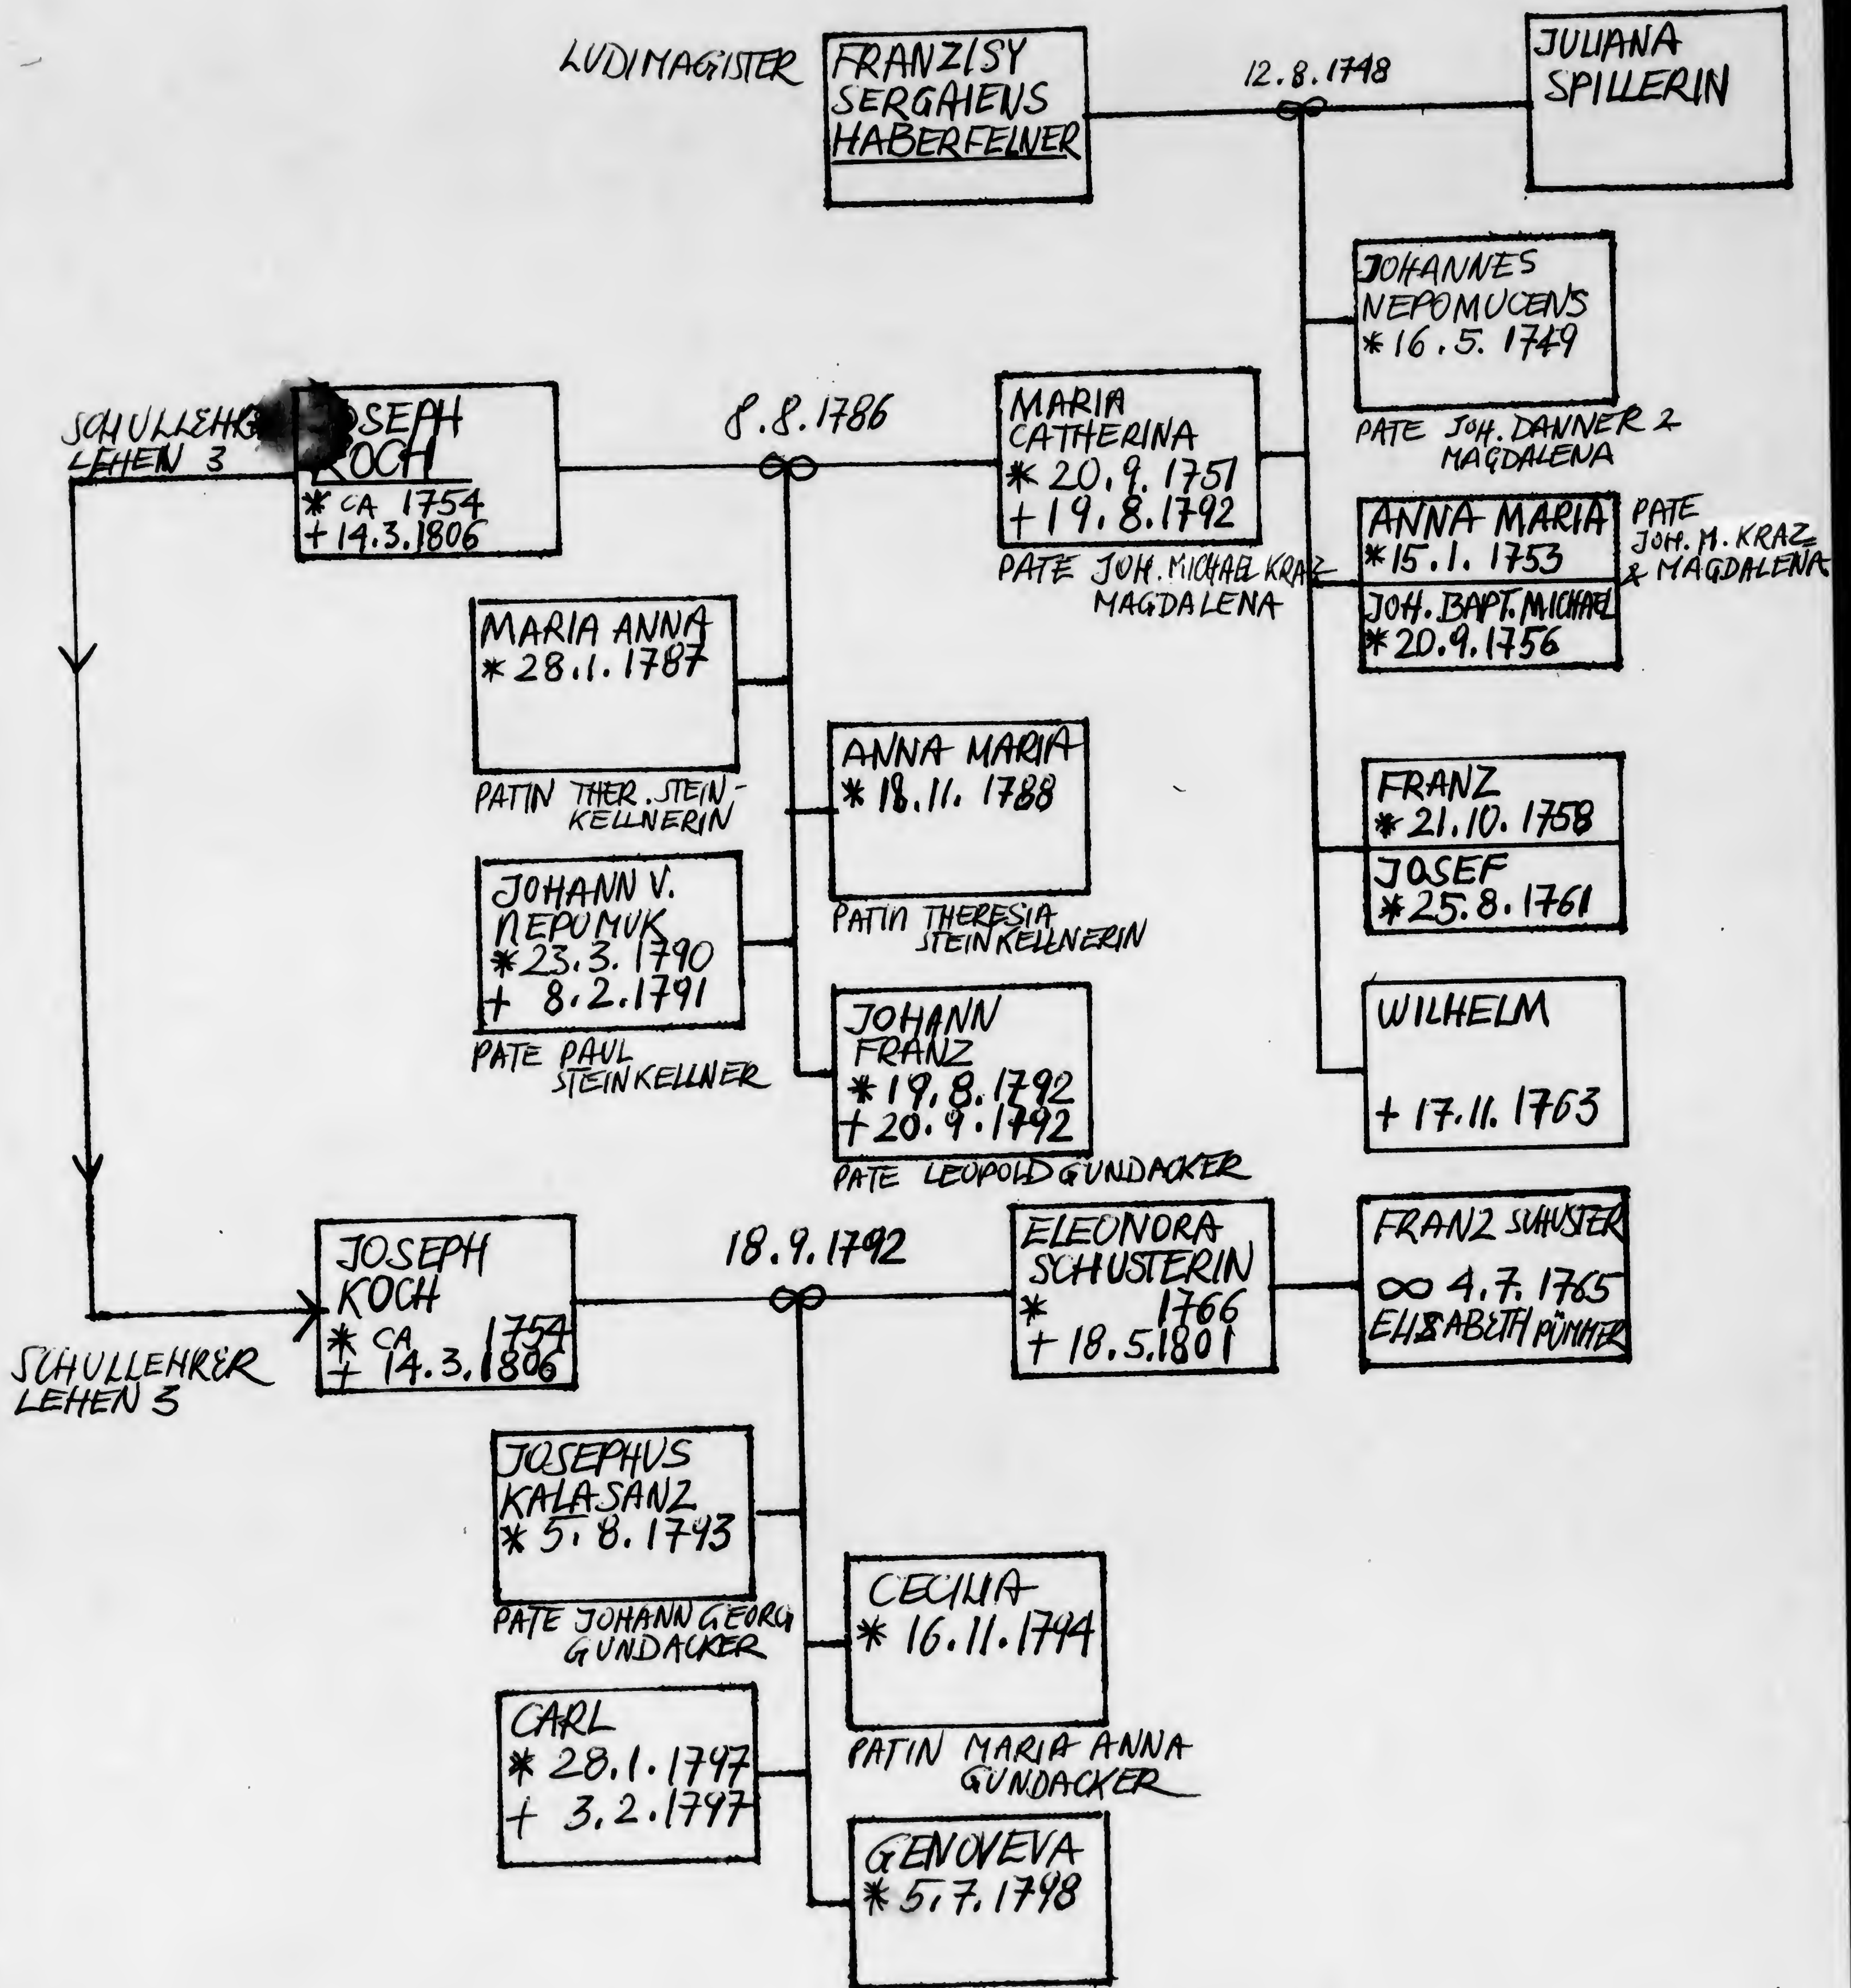 LUDIMAGISTER
FRANZISY
SERGAIENS
HABERFELNER
12.8.1748
JULIANA
SPILLERIN
JOHANNES
NEPOMUCENS
* 16.5.1749
PATE JOH. DANNER 2
MAGDALENA
LEHEN 3
KOCH
* CA 1754
+ 14.3.1806
8.8.1786
MARIA
CATHERINA
* 20.9.1751
+ 19.8.1792
PATE JOH. MICHAEL KRAZ
MAGDALENA
ANNA MARIA
* 15.1.1753
JOH. BAPT. MICHAEL
* 20.9.1756
PATE
JOH. M. KRAZ
& MAGDALENA
MARIA ANNA
* 28.1.1787
PATIN THER. STEIN-
KELLNERIN
ANNA MARIA
* 18.11.1788
PATIN THERESIA
STEINKELLNERIN
FRANZ
* 21.10.1758
JOSEF
* 25.8.1761
JOHANN V.
NEPOMUK
* 23.3.1790
+ 8.2.1791
PATE PAUL
STEINKELLNER
JOHANN
FRANZ
* 19.8.1792
+ 20.9.1792
PATE LEOPOLD GUNDACKER
WILHELM
+ 17.11.1763
JOSEPH
KOCH
* CA 1754
+ 14.3.1806
SCHULLEHRER
LEHEN 3
18.9.1792
ELEONORA
SCHUSTERIN
* 1766
+ 18.5.1801
FRANZ SCHUSTER
∞ 4.7.1765
ELISABETH PÜMMER
JOSEPHUS
KALASANZ
* 5.8.1793
PATE JOHANN GEORG
GUNDACKER
CECILIA
* 16.11.1794
PATIN MARIA ANNA
GUNDACKER
CARL
* 28.1.1797
+ 3.2.1797
GENOVEVA
* 5.7.1798